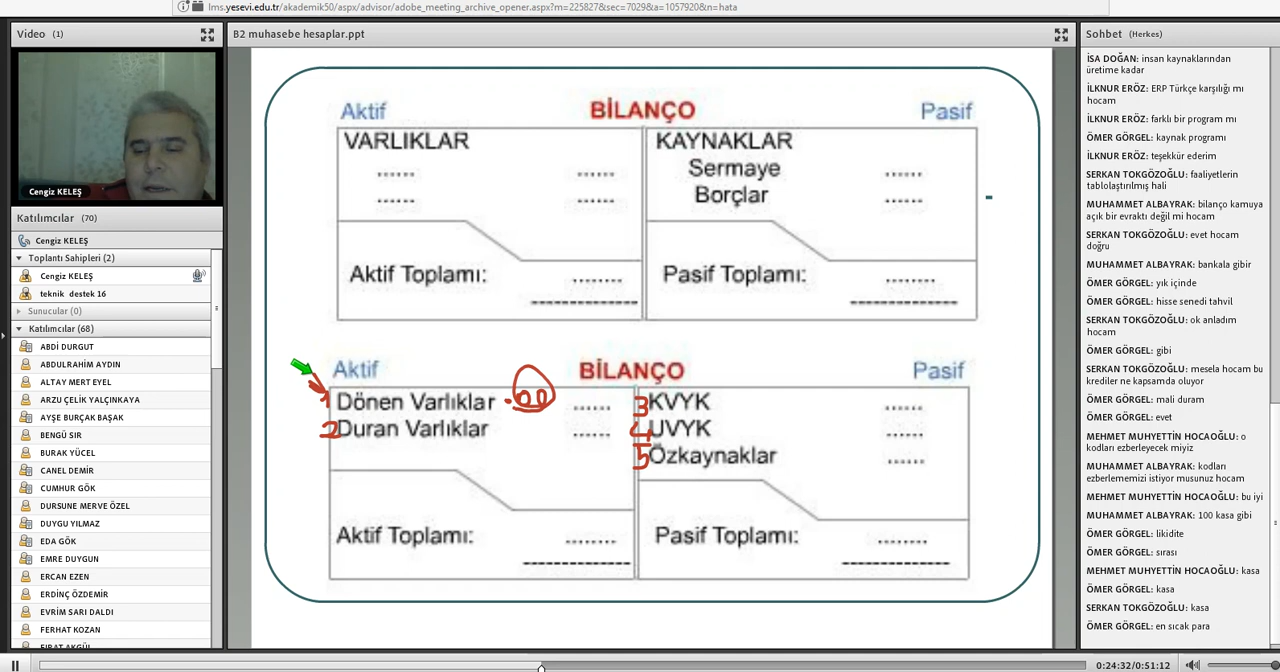 lms.yesevi.edu.tr/akademik50/aspx/advisor/adobe_meeting_archive_opener.aspx?m=225827&sec=7029&a=1057920&n=hata
Video (1)
Cengiz KELEŞ
Katılımcılar (70)
Cengiz KELEŞ
Toplantı Sahipleri (2)
Cengiz KELEŞ
teknik destek 16
Sunucular (0)
Katılımcılar (68)
ABDİ DURGUT
ABDULRAHİM AYDIN
ALTAY MERT EYEL
ARZU ÇELİK YALÇINKAYA
AYŞE BURÇAK BAŞAK
BENGÜ SIR
BURAK YÜCEL
CANEL DEMİR
CUMHUR GÖK
DURSUNE MERVE ÖZEL
DUYGU YILMAZ
EDA GÖK
EMRE DUYGUN
ERCAN EZEN
ERDİNÇ ÖZDEMİR
EVRİM SARI DALDI
FERHAT KOZAN
FIRAT AKGÜL
B2 muhasebe hesaplar.ppt
Aktif BİLANÇO Pasif
VARLIKLAR KAYNAKLAR
...... ...... Sermaye ......
...... ...... Borçlar ......
Aktif Toplamı: ........ Pasif Toplamı: ........
Aktif BİLANÇO Pasif
1 Dönen Varlıklar ...... 3 KVYK ......
2 Duran Varlıklar ...... 4 UVYK ......
5 Özkaynaklar ......
Aktif Toplamı: ........ Pasif Toplamı: ........
Sohbet (Herkes)
İSA DOĞAN: insan kaynaklarından
üretime kadar
İLKNUR ERÖZ: ERP Türkçe karşılığı mı
hocam
İLKNUR ERÖZ: farklı bir program mı
ÖMER GÖRGEL: kaynak programı
İLKNUR ERÖZ: teşekkür ederim
SERKAN TOKGÖZOĞLU: faaliyetlerin
tablolaştırılmış hali
MUHAMMET ALBAYRAK: bilanço kamuya
açık bir evraktı değil mi hocam
SERKAN TOKGÖZOĞLU: evet hocam
doğru
MUHAMMET ALBAYRAK: bankala gibir
ÖMER GÖRGEL: yık içinde
ÖMER GÖRGEL: hisse senedi tahvil
SERKAN TOKGÖZOĞLU: ok anladım
hocam
ÖMER GÖRGEL: gibi
SERKAN TOKGÖZOĞLU: mesela hocam bu
krediler ne kapsamda oluyor
ÖMER GÖRGEL: mali duram
ÖMER GÖRGEL: evet
MEHMET MUHYETTİN HOCAOĞLU: o
kodları ezberleyecek miyiz
MUHAMMET ALBAYRAK: kodları
ezberlememizi istiyor musunuz hocam
MEHMET MUHYETTİN HOCAOĞLU: bu iyi
MUHAMMET ALBAYRAK: 100 kasa gibi
ÖMER GÖRGEL: likidite
ÖMER GÖRGEL: sırası
MEHMET MUHYETTİN HOCAOĞLU: kasa
ÖMER GÖRGEL: kasa
SERKAN TOKGÖZOĞLU: kasa
ÖMER GÖRGEL: en sıcak para
0:24:32/0:51:12